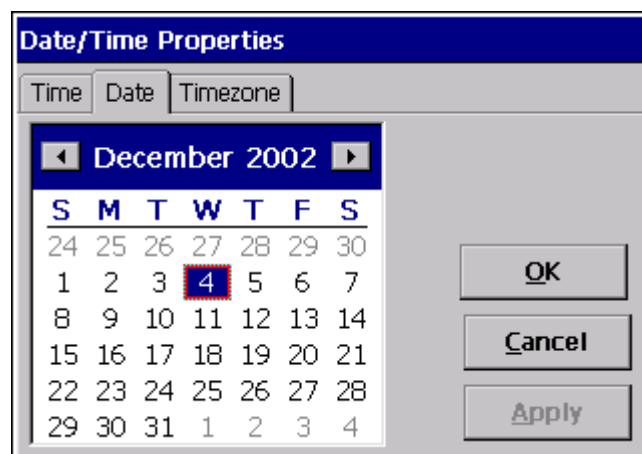 Date/Time Properties
Time Date Timezone
December 2002
S M T W T F S
24 25 26 27 28 29 30
1 2 3 4 5 6 7
8 9 10 11 12 13 14
15 16 17 18 19 20 21
22 23 24 25 26 27 28
29 30 31 1 2 3 4
OK
Cancel
Apply